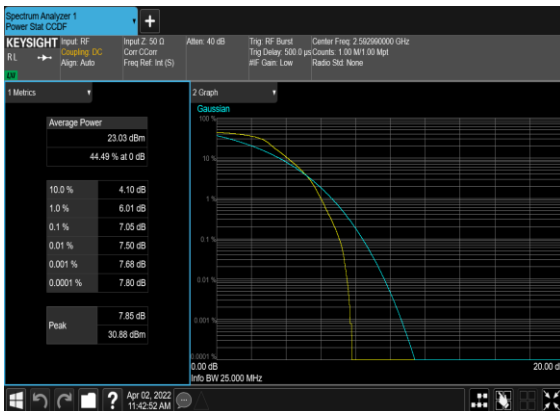 Spectrum Analyzer 1
Power Stat CCDF
+
KEYSIGHT
RL
LV
Input: RF
Coupling: DC
Align: Auto
Input Z: 50 Ω
Corr CCorr
Freq Ref: Int (S)
Atten: 40 dB
Trig: RF Burst
Trig Delay: 500.0 µs
#IF Gain: Low
Center Freq: 2.592990000 GHz
Counts: 1.00 M/1.00 Mpt
Radio Std: None
1 Metrics
Average Power
23.03 dBm
44.49 % at 0 dB
10.0 % 4.10 dB
1.0 % 6.01 dB
0.1 % 7.05 dB
0.01 % 7.50 dB
0.001 % 7.68 dB
0.0001 % 7.80 dB
Peak
7.85 dB
30.88 dBm
2 Graph
Gaussian
100 %
10 %
1 %
0.1 %
0.01 %
0.001 %
0.0001 %
0.00 dB
20.00 d
Info BW 25.000 MHz
?
Apr 02, 2022
11:42:52 AM